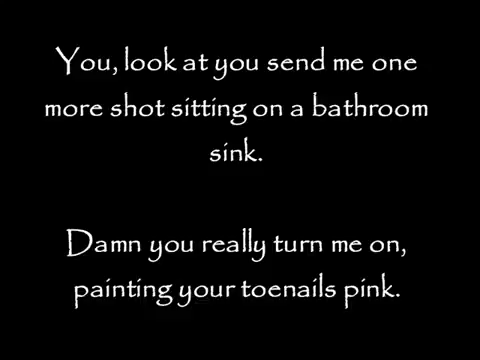 You, look at you send me one
more shot sitting on a bathroom
sink.
Damn you really turn me on,
painting your toenails pink.